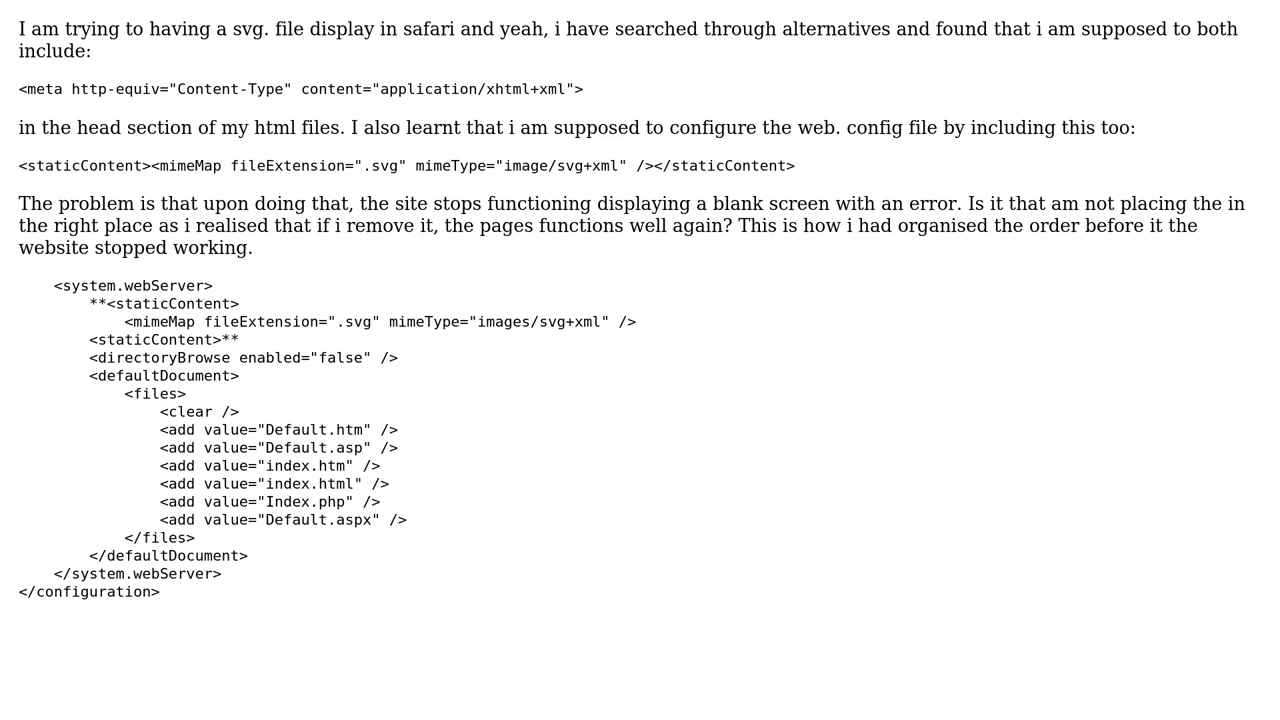 I am trying to having a svg. file display in safari and yeah, i have searched through alternatives and found that i am supposed to both
include:
<meta http-equiv="Content-Type" content="application/xhtml+xml">
in the head section of my html files. I also learnt that i am supposed to configure the web. config file by including this too:
<staticContent><mimeMap fileExtension=".svg" mimeType="image/svg+xml" /></staticContent>
The problem is that upon doing that, the site stops functioning displaying a blank screen with an error. Is it that am not placing the in
the right place as i realised that if i remove it, the pages functions well again? This is how i had organised the order before it the
website stopped working.
    <system.webServer>
        **<staticContent>
            <mimeMap fileExtension=".svg" mimeType="images/svg+xml" />
        <staticContent>**
        <directoryBrowse enabled="false" />
        <defaultDocument>
            <files>
                <clear />
                <add value="Default.htm" />
                <add value="Default.asp" />
                <add value="index.htm" />
                <add value="index.html" />
                <add value="Index.php" />
                <add value="Default.aspx" />
            </files>
        </defaultDocument>
    </system.webServer>
</configuration>